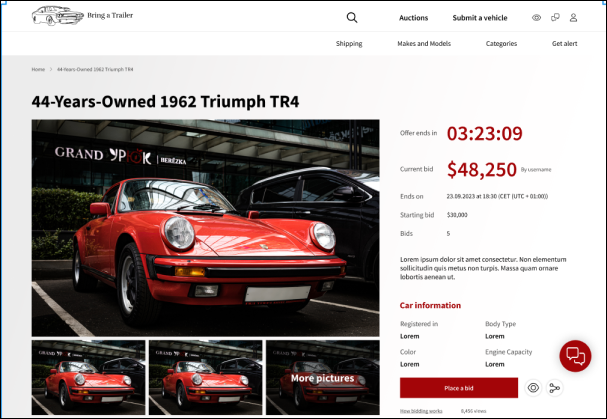 Bring a Trailer
Auctions
Submit a vehicle
Shipping
Makes and Models
Categories
Get alert
Home > 44-Years-Owned 1962 Triumph TR4
44-Years-Owned 1962 Triumph TR4
GRAND УРЮК | BERËZKA
Offer ends in 03:23:09
Current bid $48,250 By username
Ends on 23.09.2023 at 18:30 (CET (UTC + 01:00))
Starting bid $30,000
Bids 5
Lorem ipsum dolor sit amet consectetur. Non elementum
sollicitudin quis metus non turpis. Massa quam ornare
lobortis aenean ut.
Car information
Registered in Body Type
Lorem Lorem
Color Engine Capacity
Lorem Lorem
Place a bid
How bidding works 8,456 views
More pictures